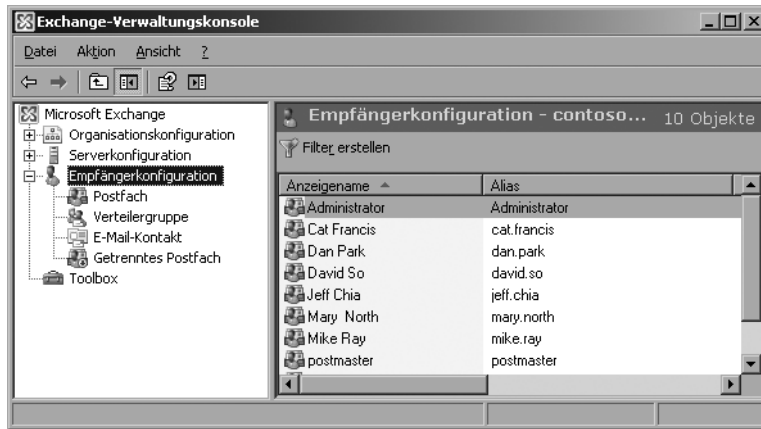 Exchange-Verwaltungskonsole
Datei Aktion Ansicht ?
Microsoft Exchange
Organisationskonfiguration
Serverkonfiguration
Empfängerkonfiguration
Postfach
Verteilergruppe
E-Mail-Kontakt
Getrenntes Postfach
Toolbox
Empfängerkonfiguration - contoso... 10 Objekte
Filter erstellen
Anzeigename Alias
Administrator Administrator
Cat Francis cat.francis
Dan Park dan.park
David So david.so
Jeff Chia jeff.chia
Mary North mary.north
Mike Ray mike.ray
postmaster postmaster